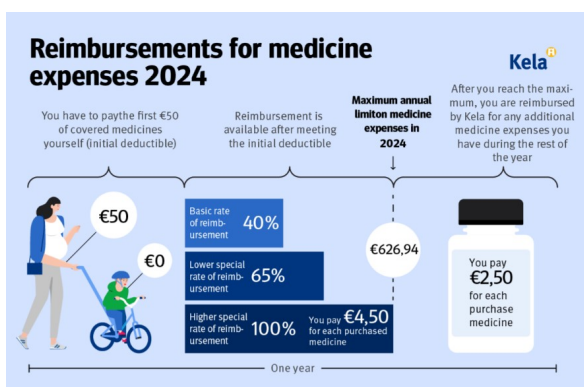 Reimbursements for medicine
expenses 2024
Kela
You have to paythe first €50
of covered medicines
yourself (initial deductible)
Reimbursement is
available after meeting
the initial deductible
Maximum annual
limiton medicine
expenses in
2024
After you reach the maxi-
mum, you are reimbursed
by Kela for any additional
medicine expenses you
have during the rest of
the year
€50
€0
Basic rate
of reimb-
ursement
40%
Lower special
rate of reimb-
ursement
65%
Higher special
rate of reimb-
ursement
100%
You pay €4,50
for each purchased
medicine
€626,94
You pay
€2,50
for each
purchase
medicine
One year